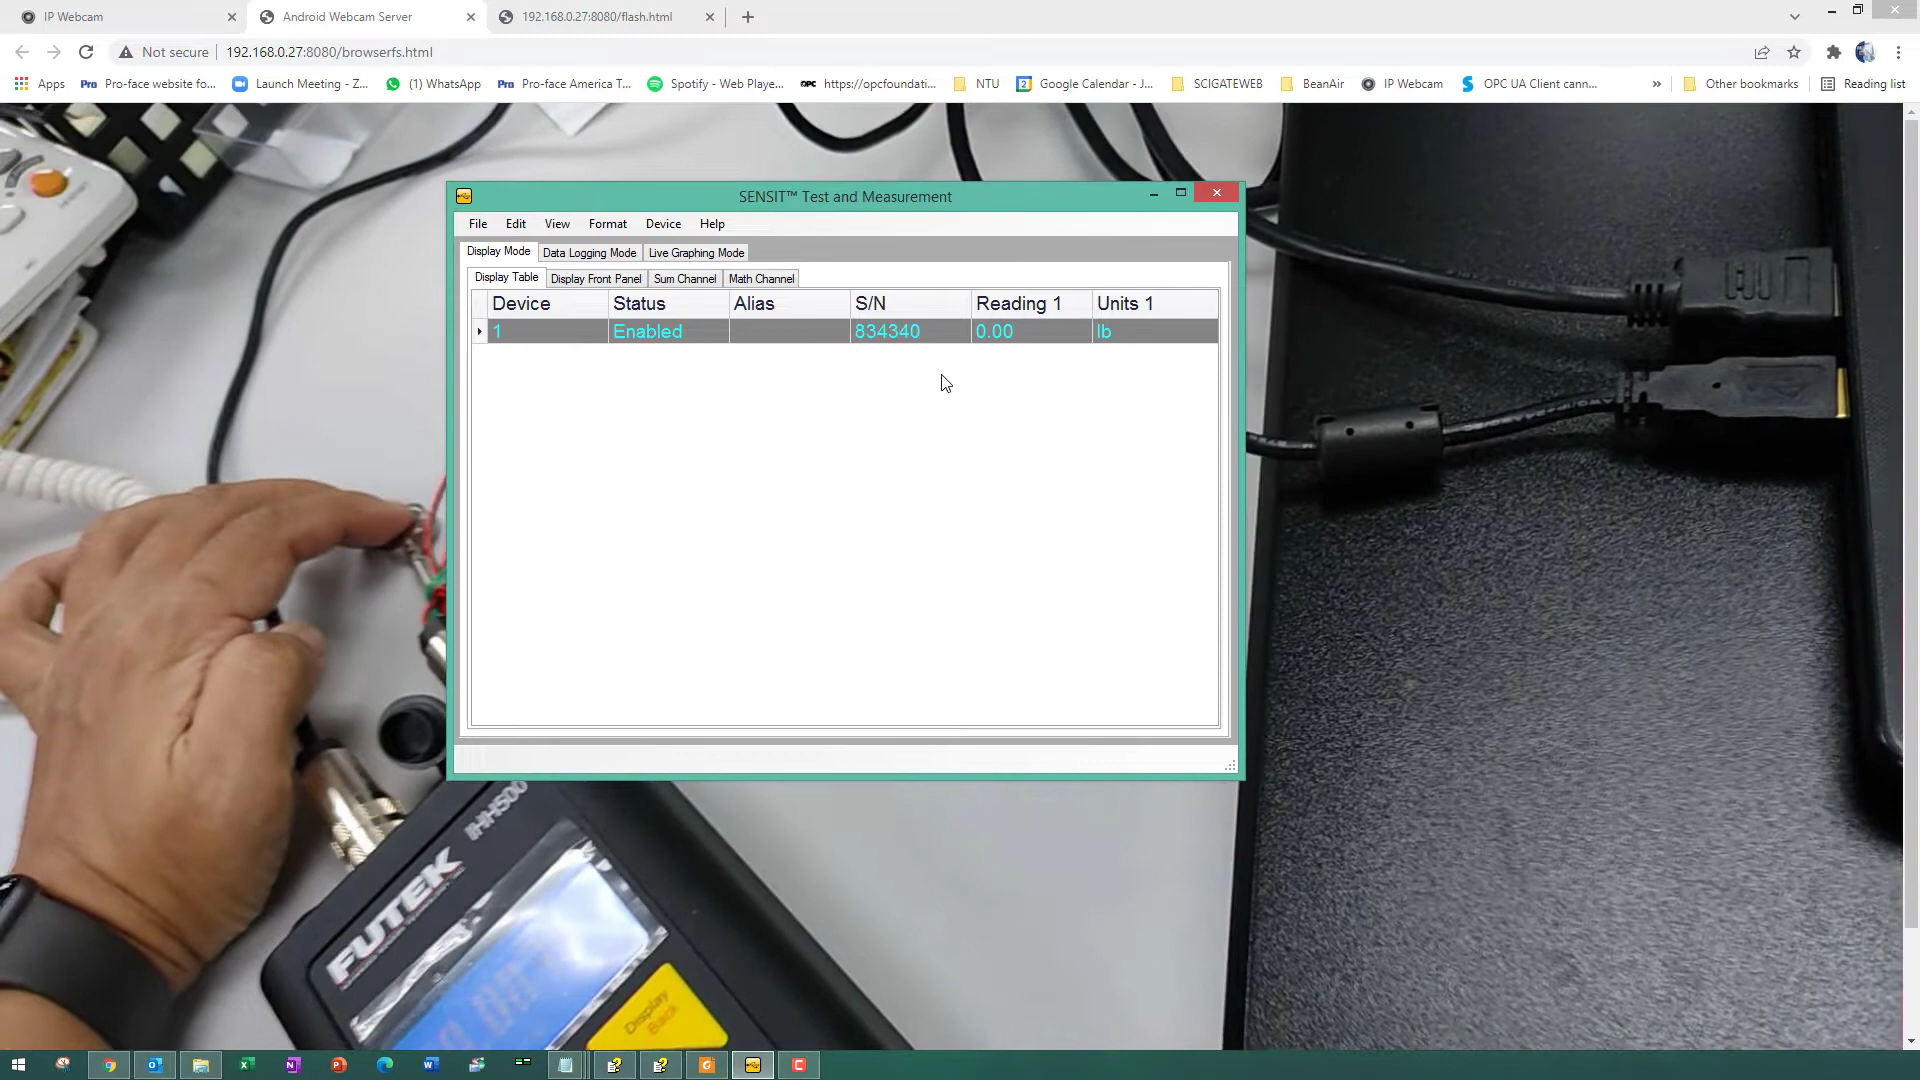 IP Webcam
Android Webcam Server
192.168.0.27:8080/flash.html
Not secure
192.168.0.27:8080/browserfs.html
Apps
Pro-face website fo...
Launch Meeting - Z...
(1) WhatsApp
Pro-face America T...
Spotify - Web Playe...
https://opcfoundati...
NTU
Google Calendar - J...
SCIGATEWEB
BeanAir
IP Webcam
OPC UA Client cann...
Other bookmarks
Reading list
SENSIT™ Test and Measurement
File Edit View Format Device Help
Display Mode Data Logging Mode Live Graphing Mode
Display Table Display Front Panel Sum Channel Math Channel
Device Status Alias S/N Reading 1 Units 1
1 Enabled 834340 0.00 lb
IHH500
FUTEK
Display
Back